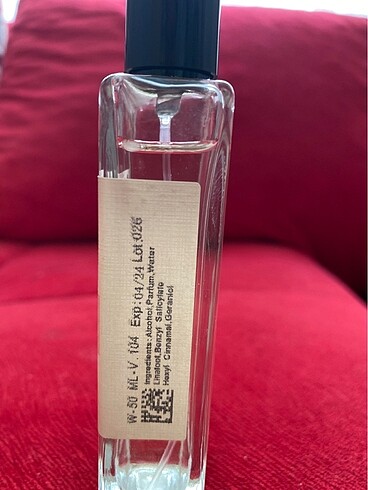 W-50 ML-V.104 Exp:04/24 Lot:026
Ingredients:Alcohol,Parfum,Water
Linalool,Benzyl Salicylate
Hexyl Cinnamal,Geraniol